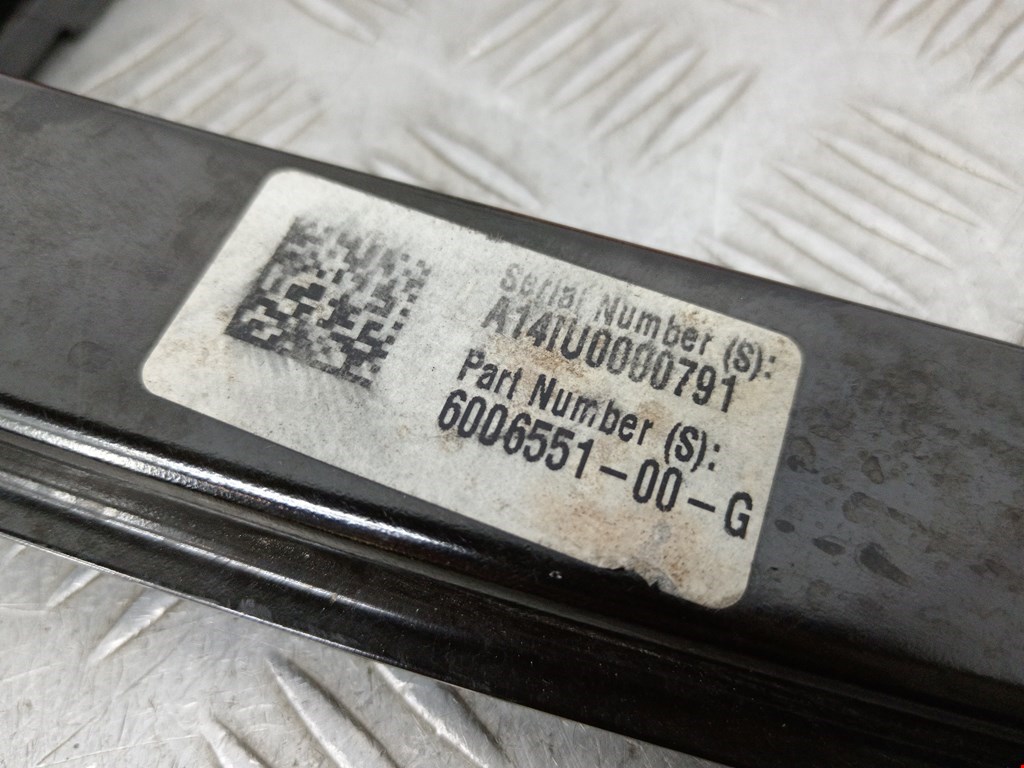 Serial Number (S):
A14IU0000791
Part Number (S):
6006551-00-G